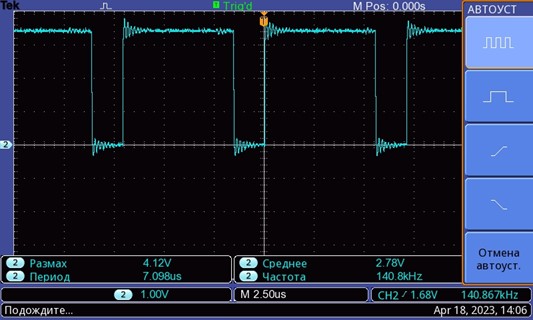 Tek Trig'd M Pos: 0.000s
АВТОУСТ
T
2
Отмена
автоуст.
2 Размах 4.12V 2 Среднее 2.78V
2 Период 7.098us 2 Частота 140.8kHz
2 1.00V M 2.50us CH2 1.68V 140.867kHz
Подождите... Apr 18, 2023, 14:06